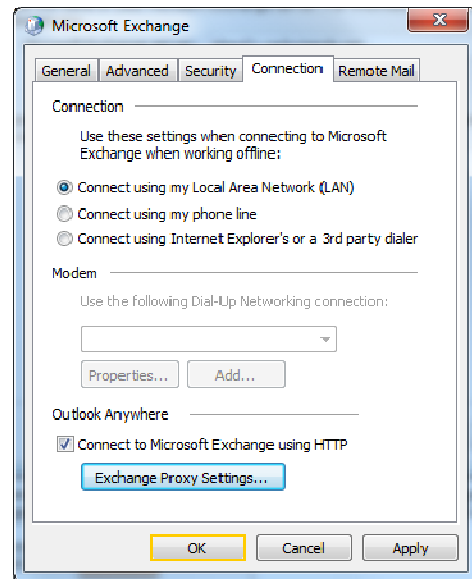 Microsoft Exchange
General Advanced Security Connection Remote Mail
Connection
Use these settings when connecting to Microsoft
Exchange when working offline:
Connect using my Local Area Network (LAN)
Connect using my phone line
Connect using Internet Explorer's or a 3rd party dialer
Modem
Use the following Dial-Up Networking connection:
Properties... Add...
Outlook Anywhere
Connect to Microsoft Exchange using HTTP
Exchange Proxy Settings...
OK Cancel Apply